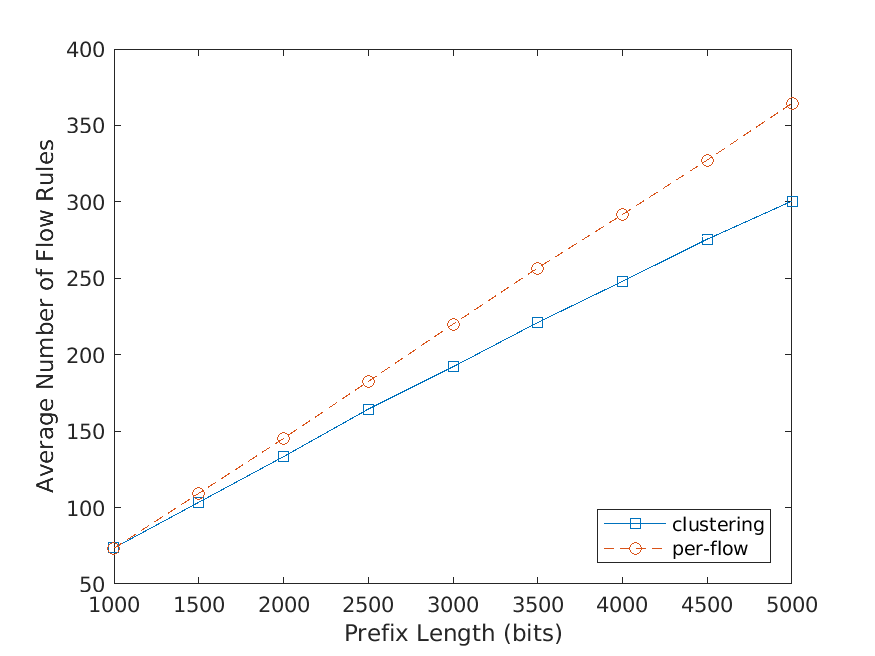 400
350
300
250
200
150
100
50
1000 1500 2000 2500 3000 3500 4000 4500 5000
Average Number of Flow Rules
Prefix Length (bits)
clustering
per-flow